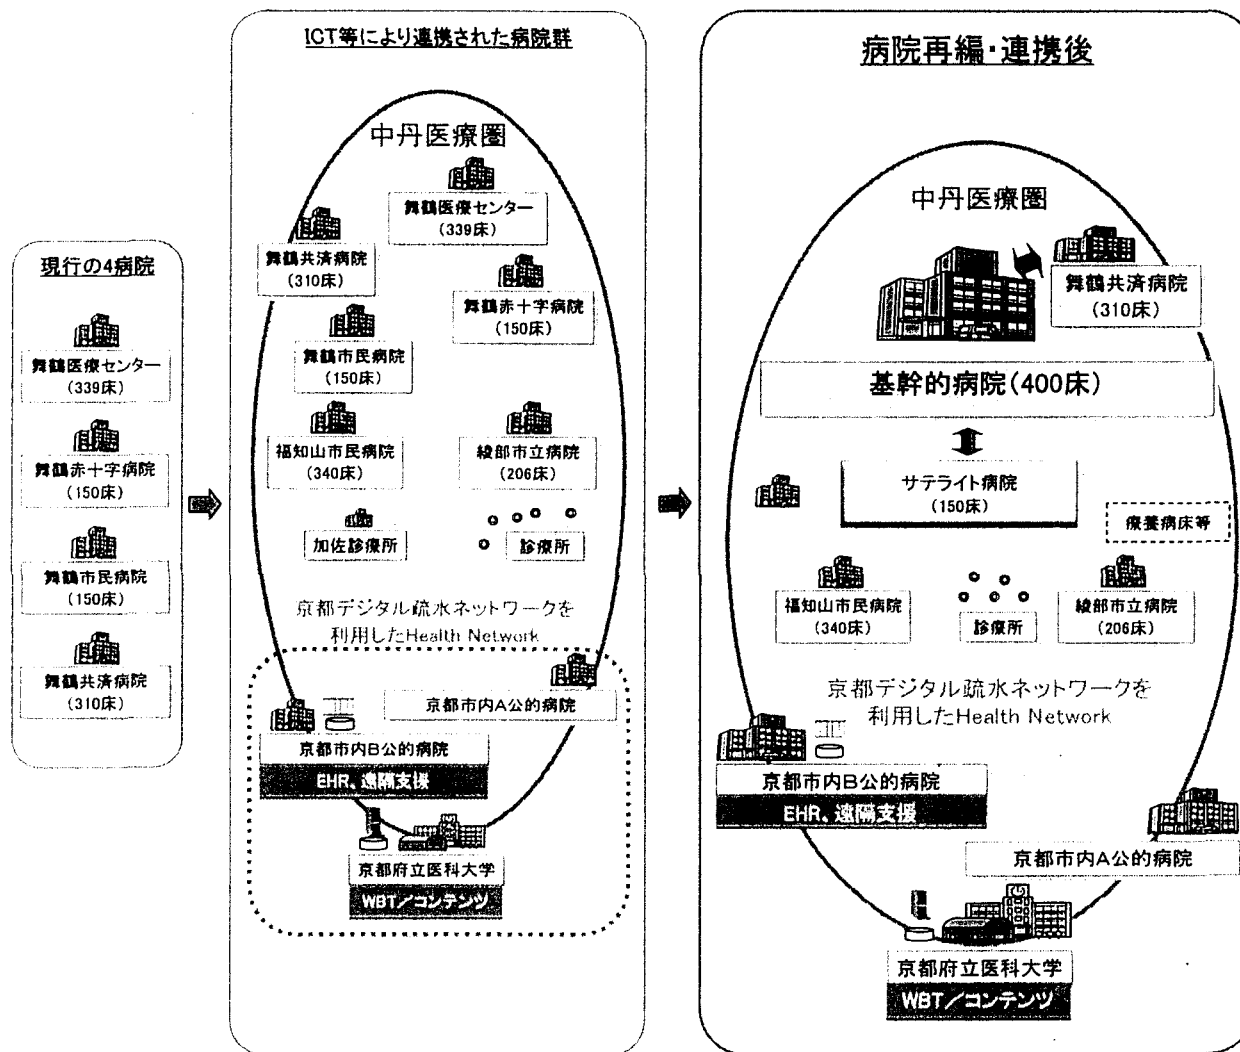 現行の4病院
舞鶴医療センター
(339床)
舞鶴赤十字病院
(150床)
舞鶴市民病院
(150床)
舞鶴共済病院
(310床)
ICT等により連携された病院群
中丹医療圏
舞鶴医療センター
(339床)
舞鶴共済病院
(310床)
舞鶴赤十字病院
(150床)
舞鶴市民病院
(150床)
福知山市民病院
(340床)
綾部市立病院
(206床)
加佐診療所
診療所
京都デジタル疏水ネットワークを
利用したHealth Network
京都市内A公的病院
京都市内B公的病院
EHR、遠隔支援
京都府立医科大学
WBT/コンテンツ
病院再編・連携後
中丹医療圏
舞鶴共済病院
(310床)
基幹的病院(400床)
サテライト病院
(150床)
療養病床等
福知山市民病院
(340床)
診療所
綾部市立病院
(206床)
京都デジタル疏水ネットワークを
利用したHealth Network
京都市内B公的病院
EHR、遠隔支援
京都市内A公的病院
京都府立医科大学
WBT/コンテンツ